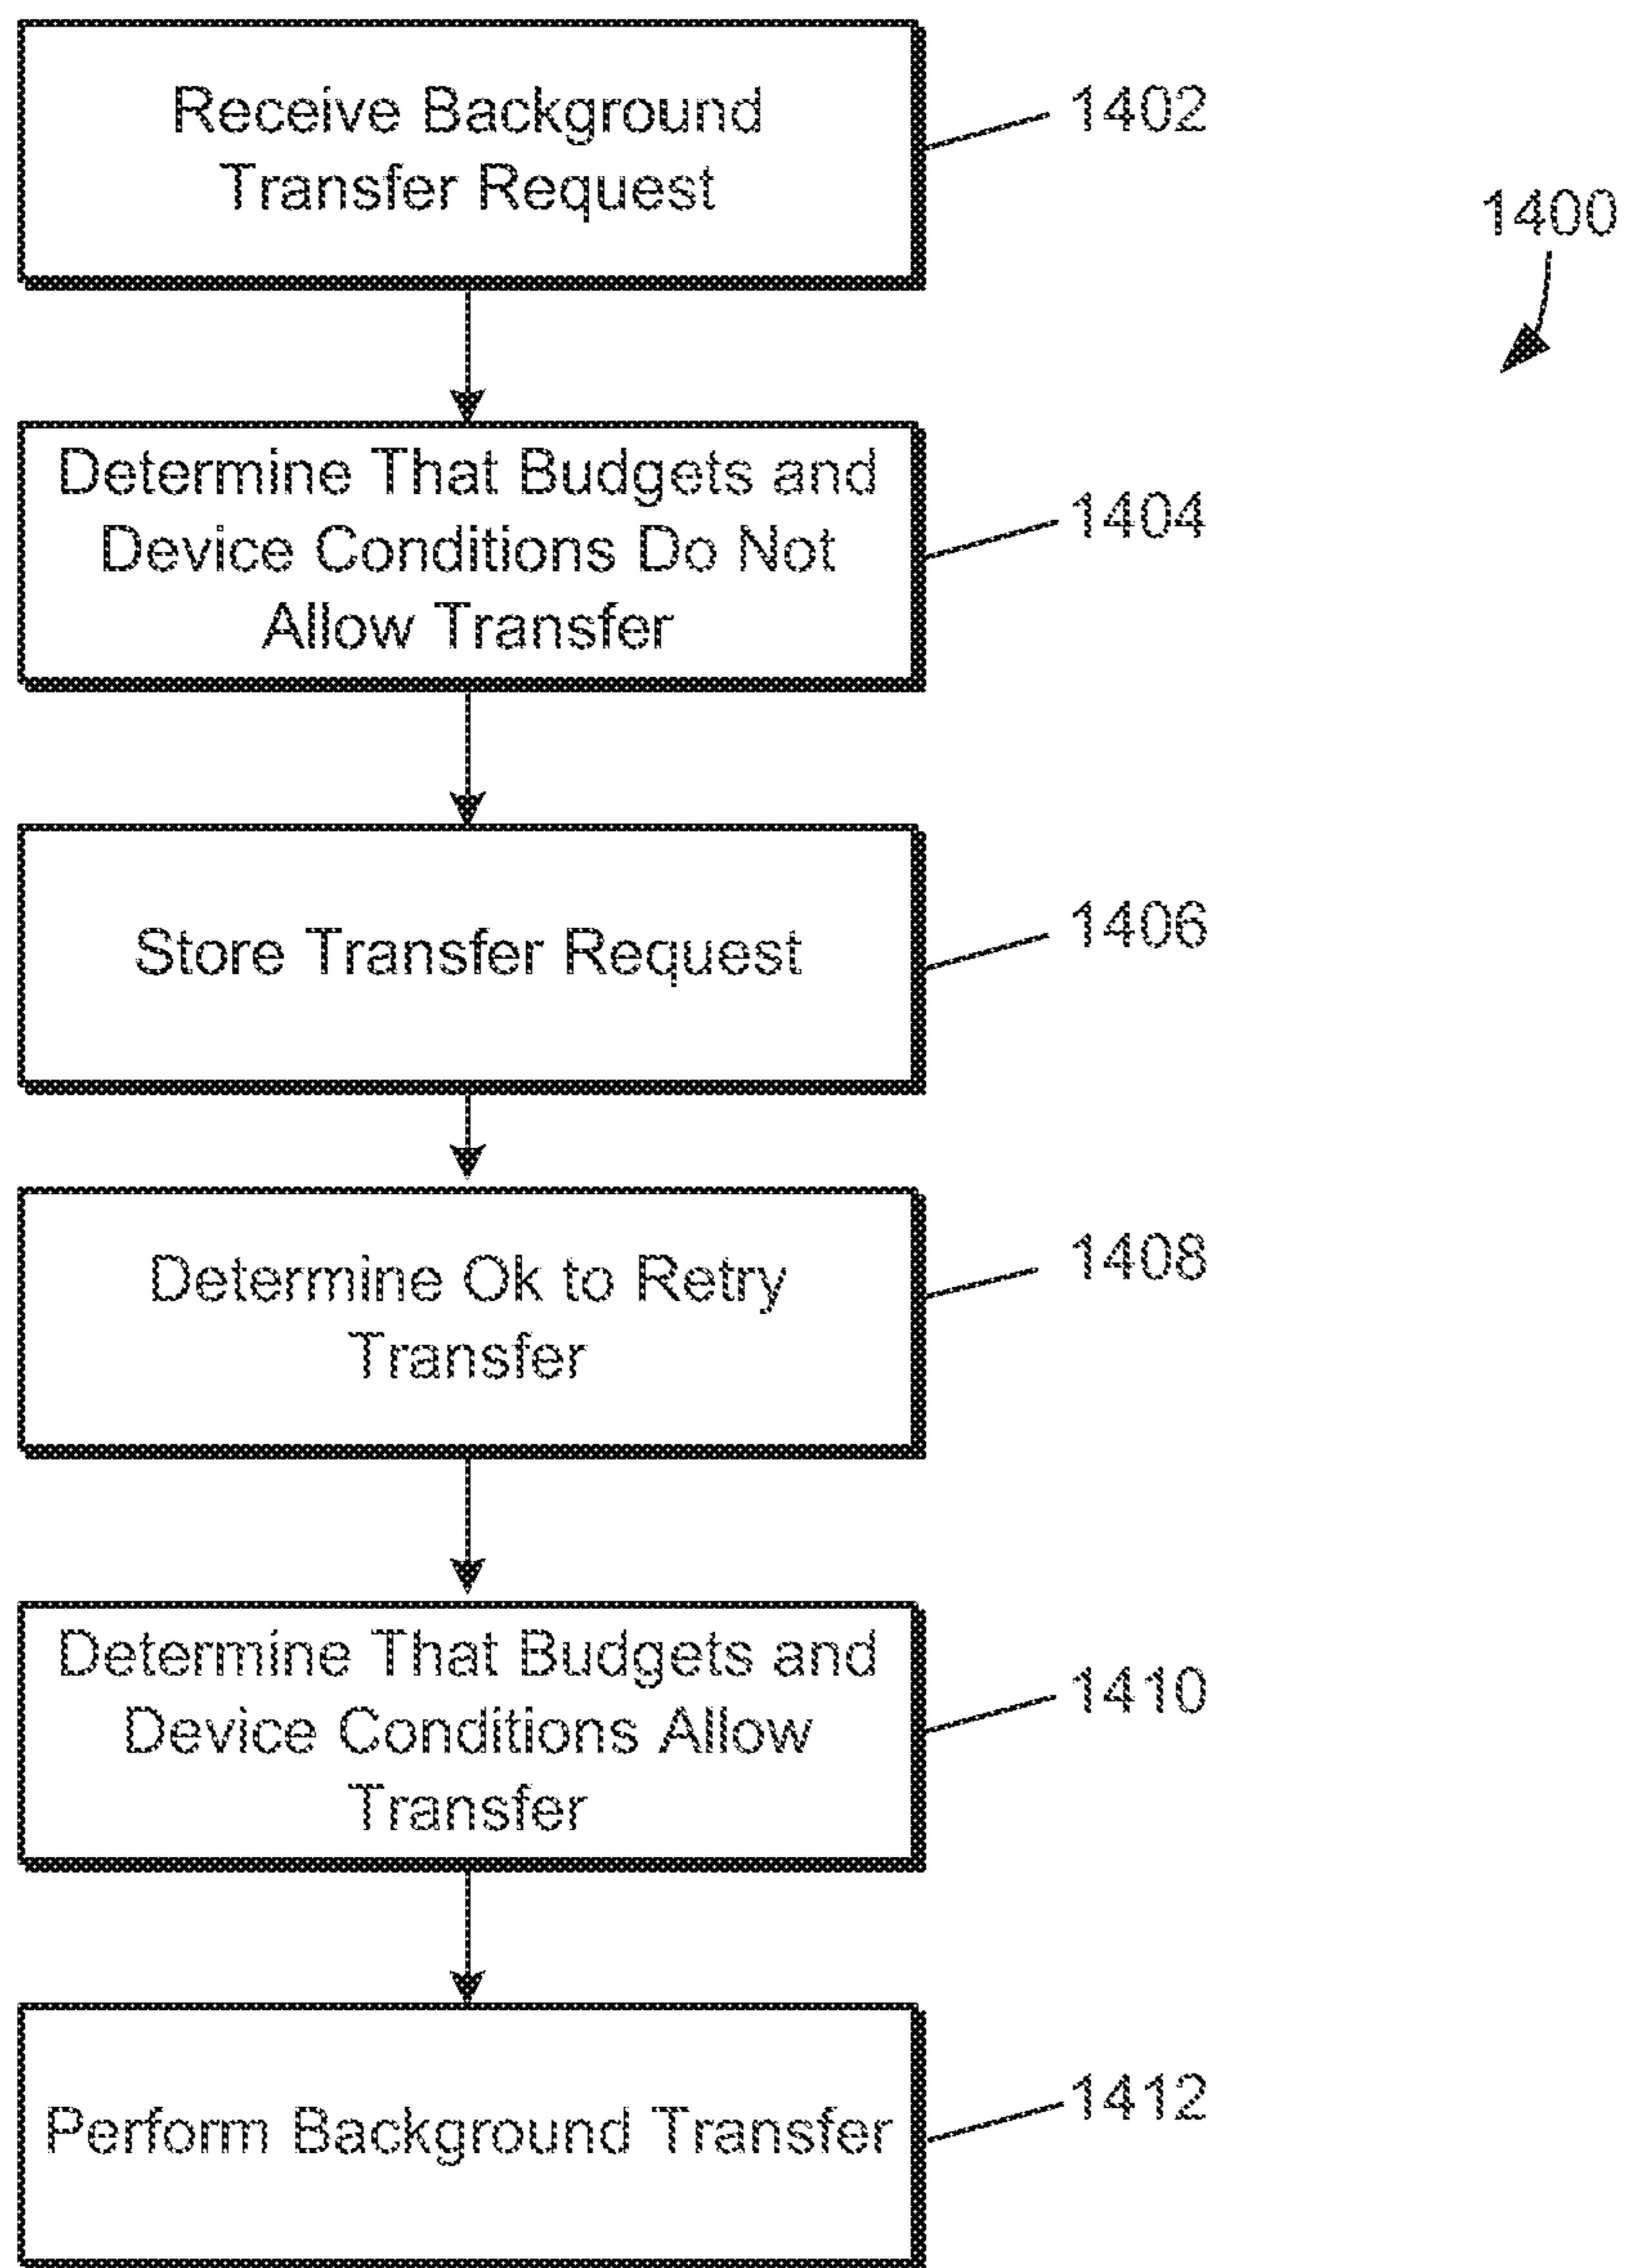 Receive Background
Transfer Request
1402
1400
Determine That Budgets and
Device Conditions Do Not
Allow Transfer
1404
Store Transfer Request
1406
Determine Ok to Retry
Transfer
1408
Determine That Budgets and
Device Conditions Allow
Transfer
1410
Perform Background Transfer
1412